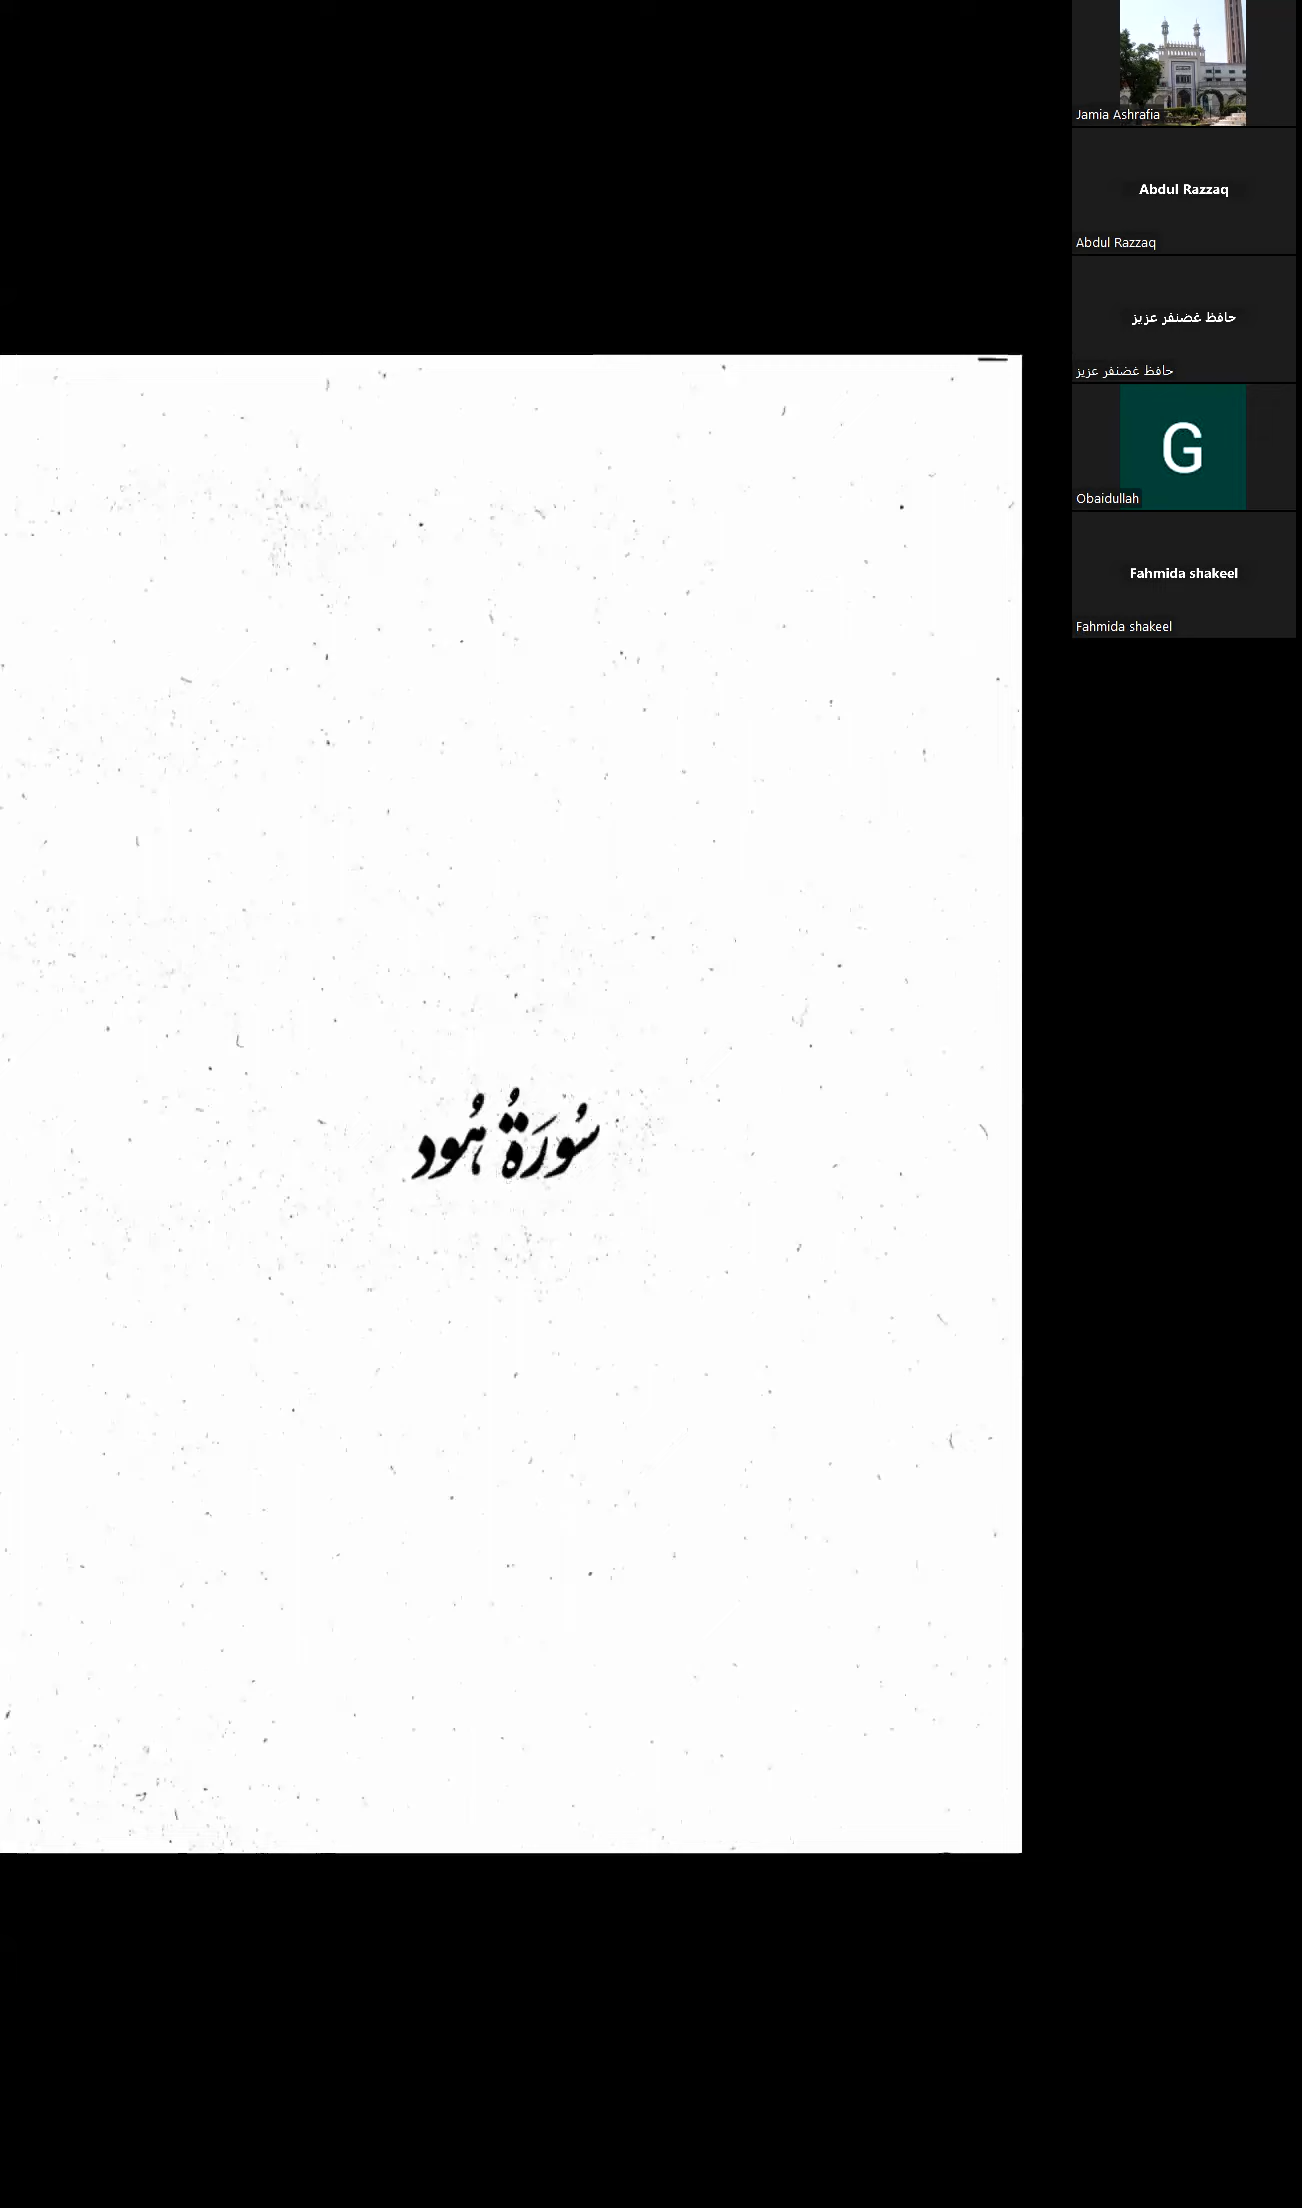 Jamia Ashrafia
Abdul Razzaq
Abdul Razzaq
حافظ غضنفر عزیز
حافظ غضنفر عزیز
G
Obaidullah
Fahmida shakeel
Fahmida shakeel
سُورَةُ ہُود